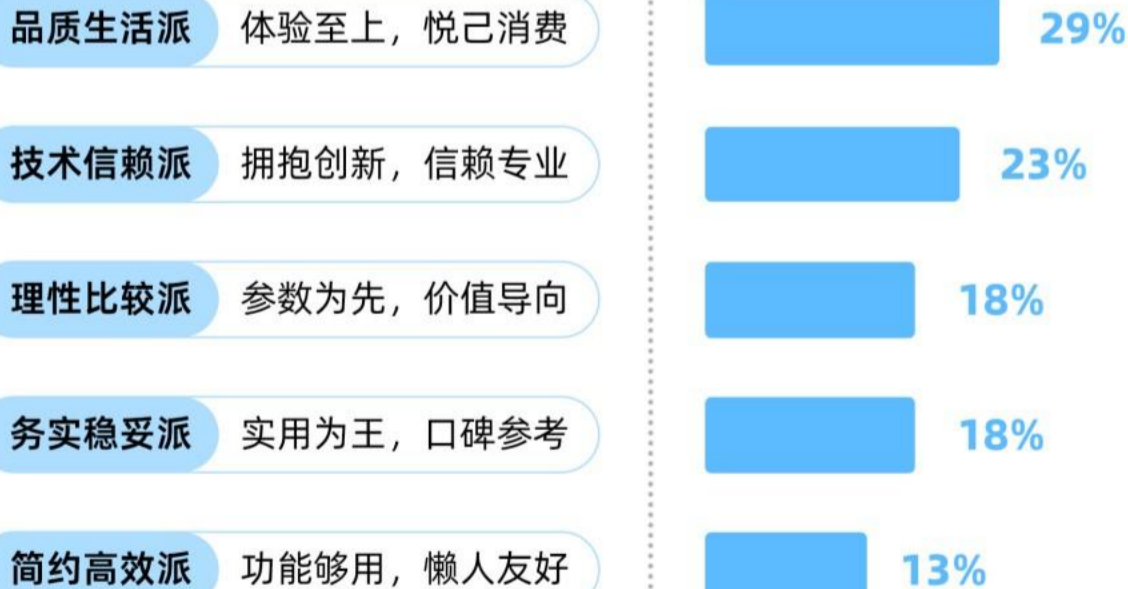 品质生活派 体验至上，悦己消费 29%
技术信赖派 拥抱创新，信赖专业 23%
理性比较派 参数为先，价值导向 18%
务实稳妥派 实用为王，口碑参考 18%
简约高效派 功能够用，懒人友好 13%